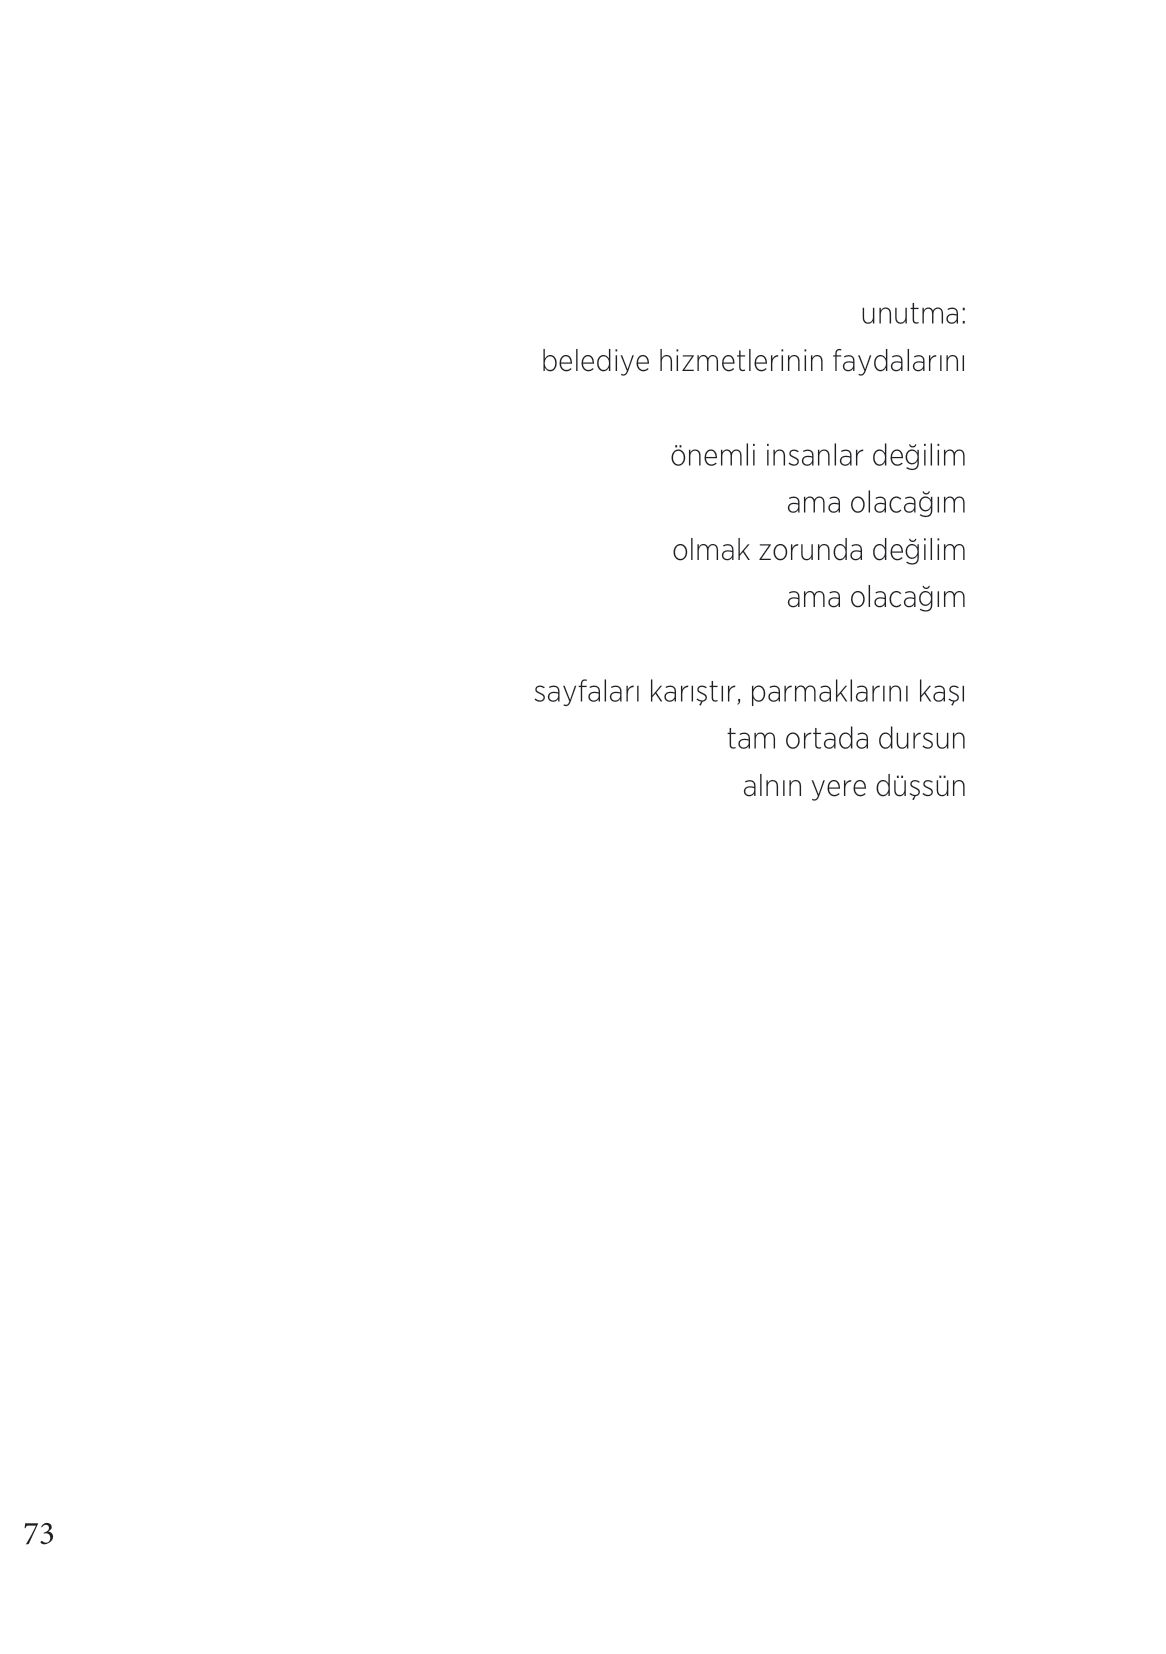 unutma:
belediye hizmetlerinin faydalarını
önemli insanlar değilim
ama olacağım
olmak zorunda değilim
ama olacağım
sayfaları karıştır, parmaklarını kaşı
tam ortada dursun
alnın yere düşsün
73